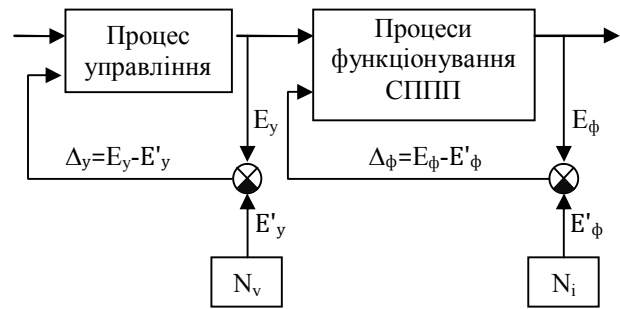 Процес
управління
Процеси
функціонування
СППП
Eу
Eф
Δу=Eу-E'у
Δф=Eф-E'ф
E'у
E'ф
Nv
Ni